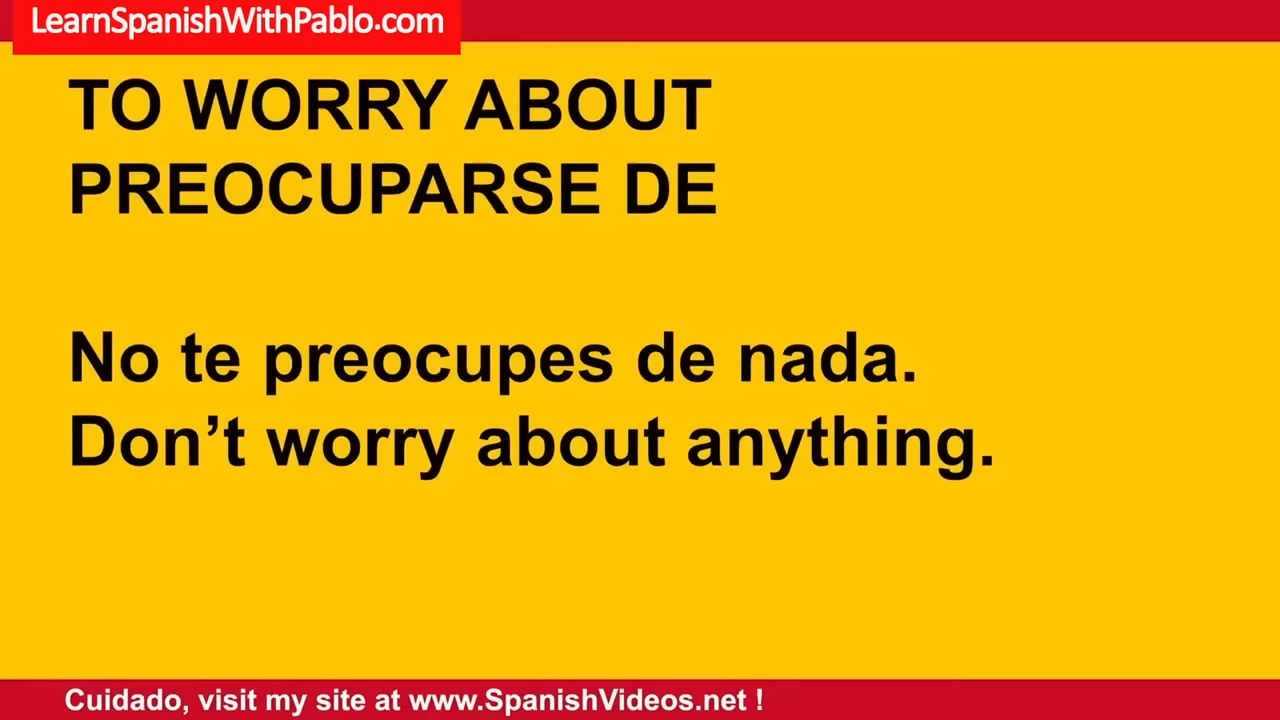 LearnSpanishWithPablo.com
TO WORRY ABOUT
PREOCUPARSE DE
No te preocupes de nada.
Don’t worry about anything.
Cuidado, visit my site at www.SpanishVideos.net !